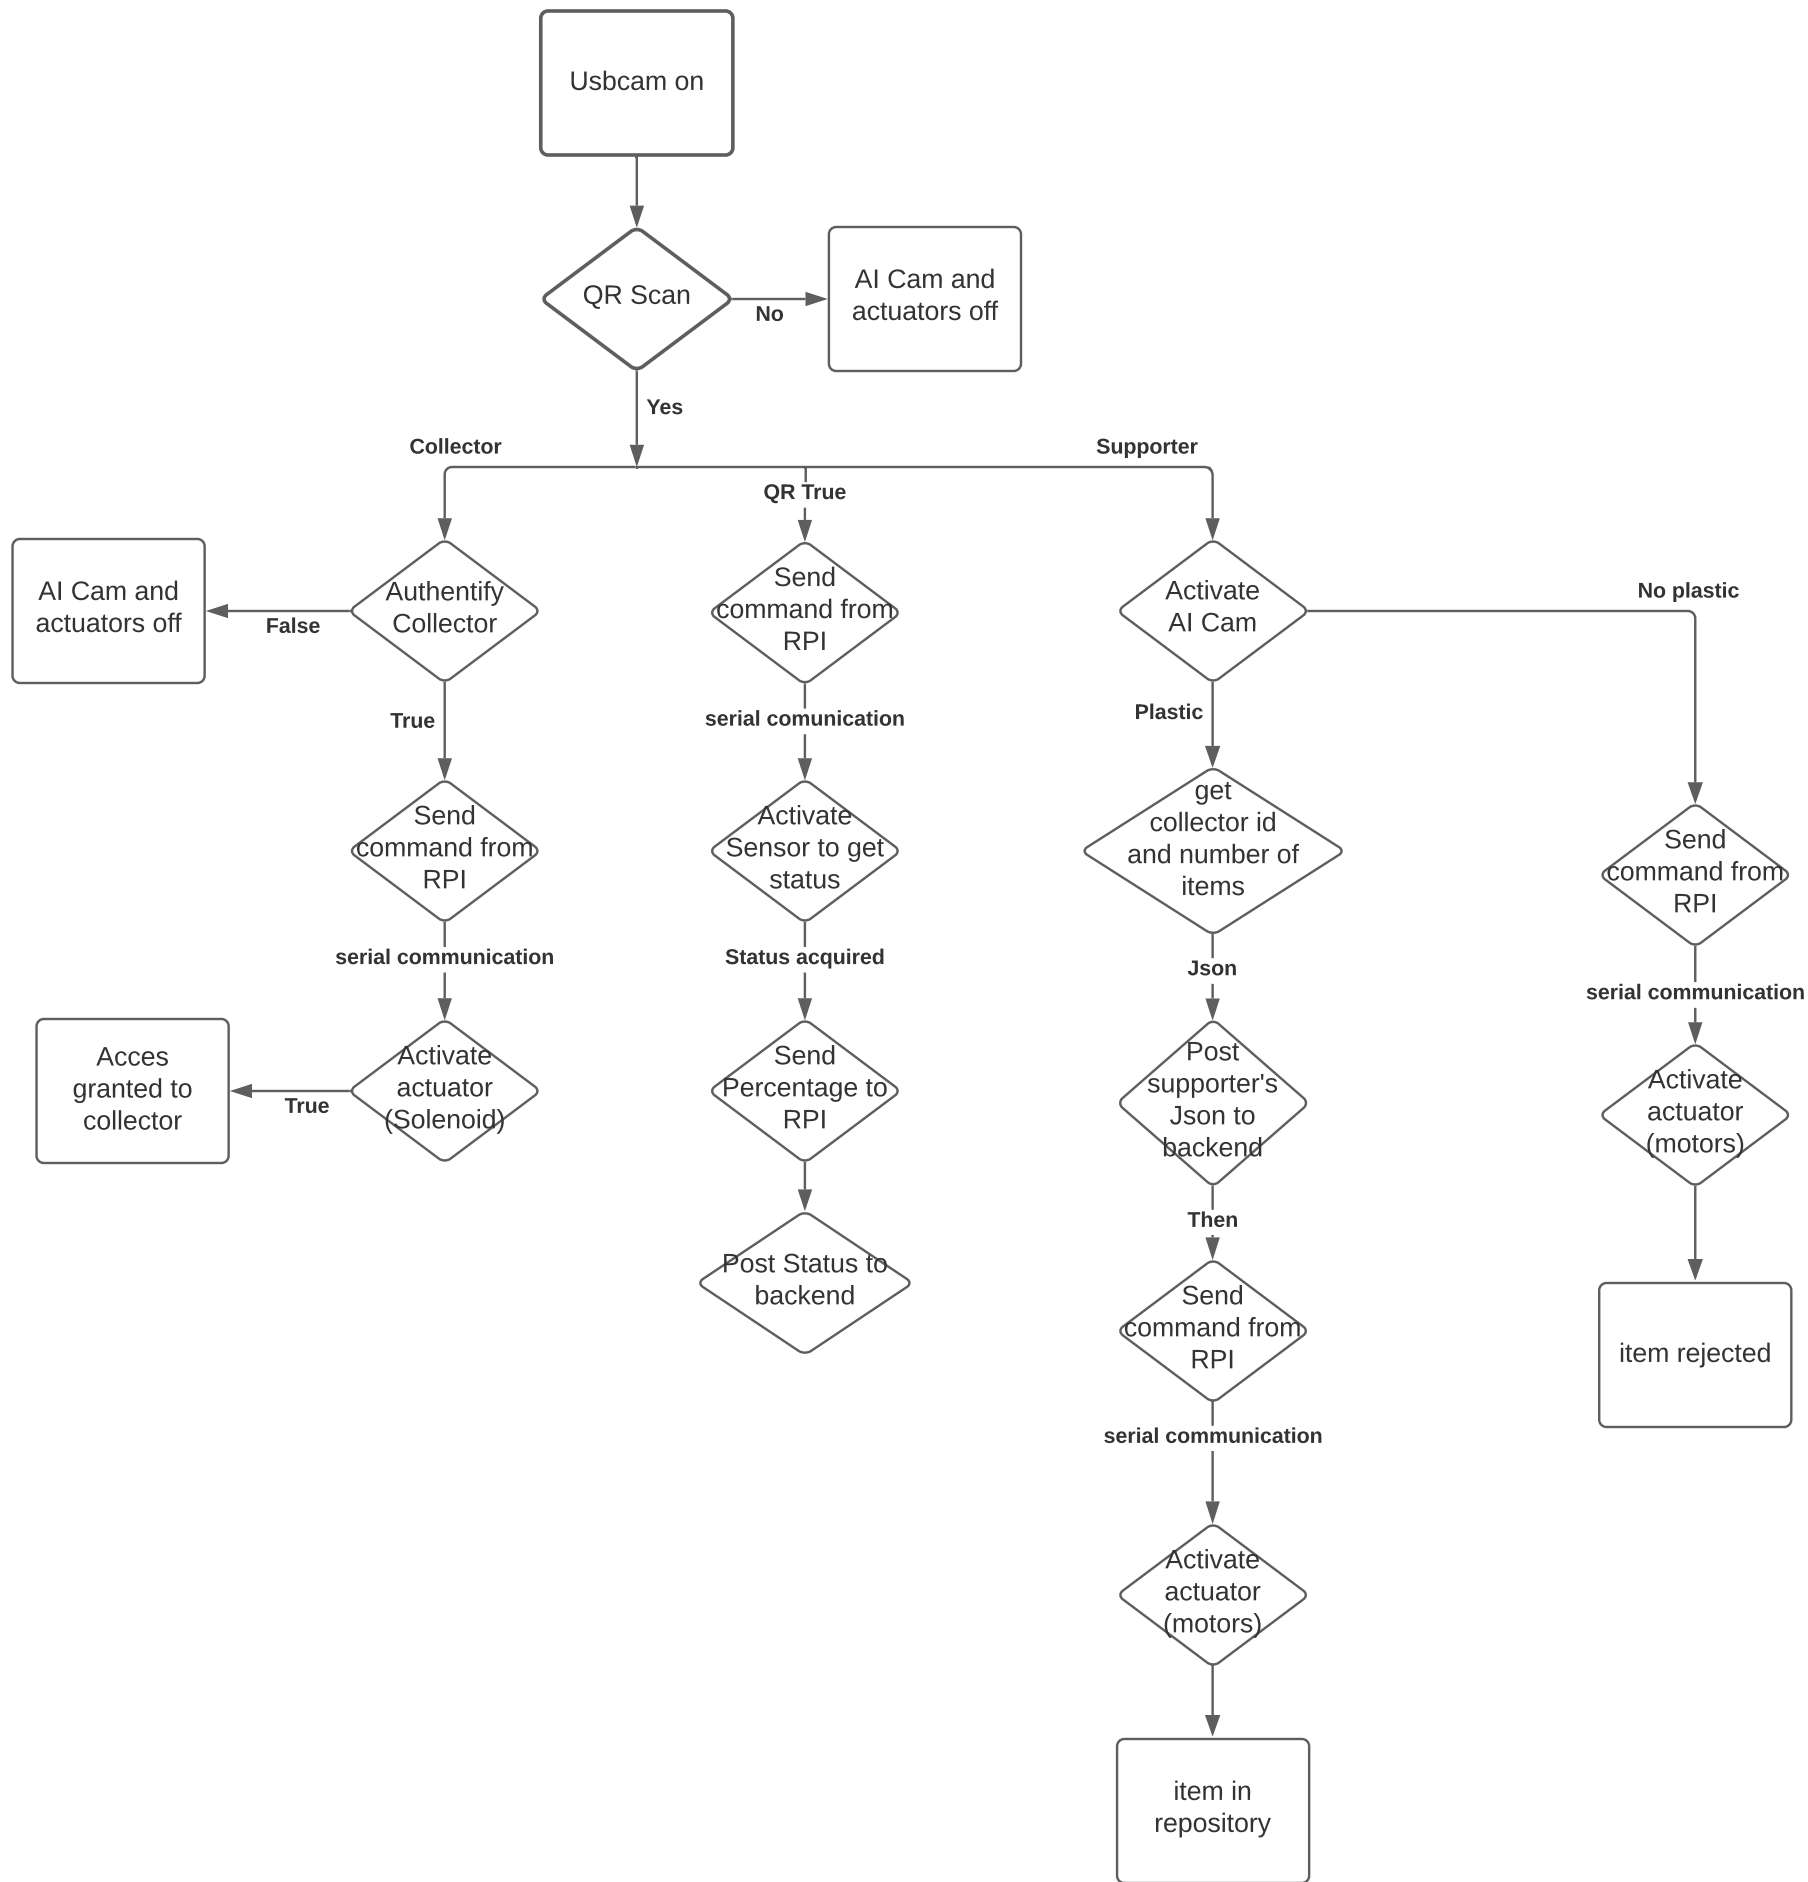 Usbcam on
QR Scan
No
AI Cam and
actuators off
Yes
Collector
Supporter
QR True
AI Cam and
actuators off
False
Authentify
Collector
Send
command from
RPI
Activate
AI Cam
No plastic
True
serial comunication
Plastic
Send
command from
RPI
Activate
Sensor to get
status
get
collector id
and number of
items
Send
command from
RPI
serial communication
Status acquired
Json
serial communication
Acces
granted to
collector
True
Activate
actuator
(Solenoid)
Send
Percentage to
RPI
Post
supporter's
Json to
backend
Activate
actuator
(motors)
Then
Post Status to
backend
Send
command from
RPI
item rejected
serial communication
Activate
actuator
(motors)
item in
repository